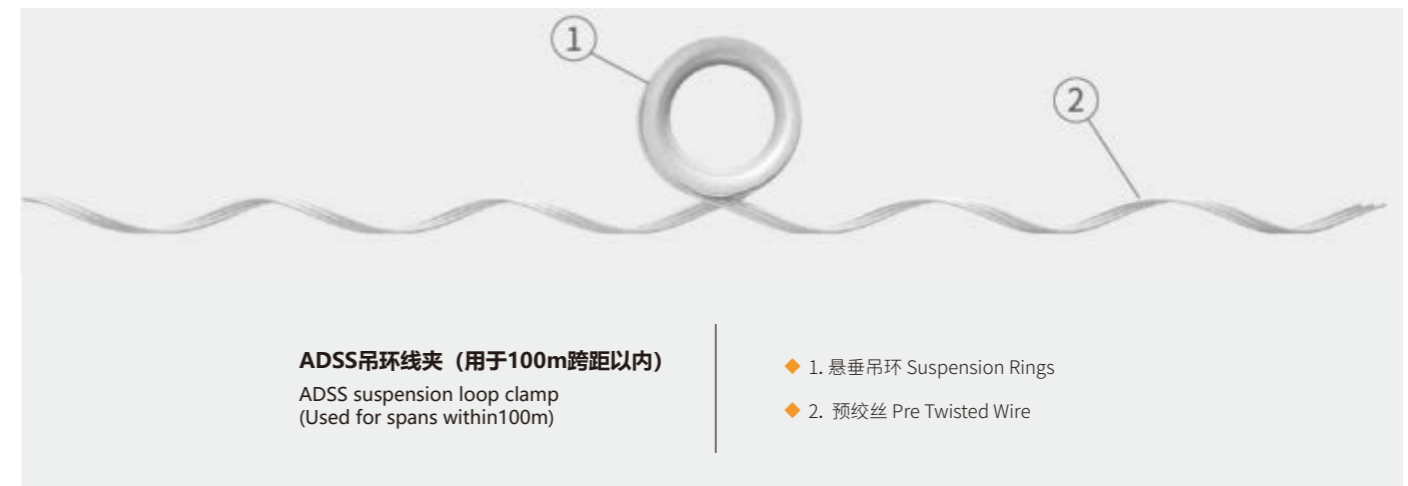 1
2
ADSS吊环线夹（用于100m跨距以内）
ADSS suspension loop clamp
(Used for spans within100m)
◆ 1. 悬垂吊环 Suspension Rings
◆ 2. 预绞丝 Pre Twisted Wire